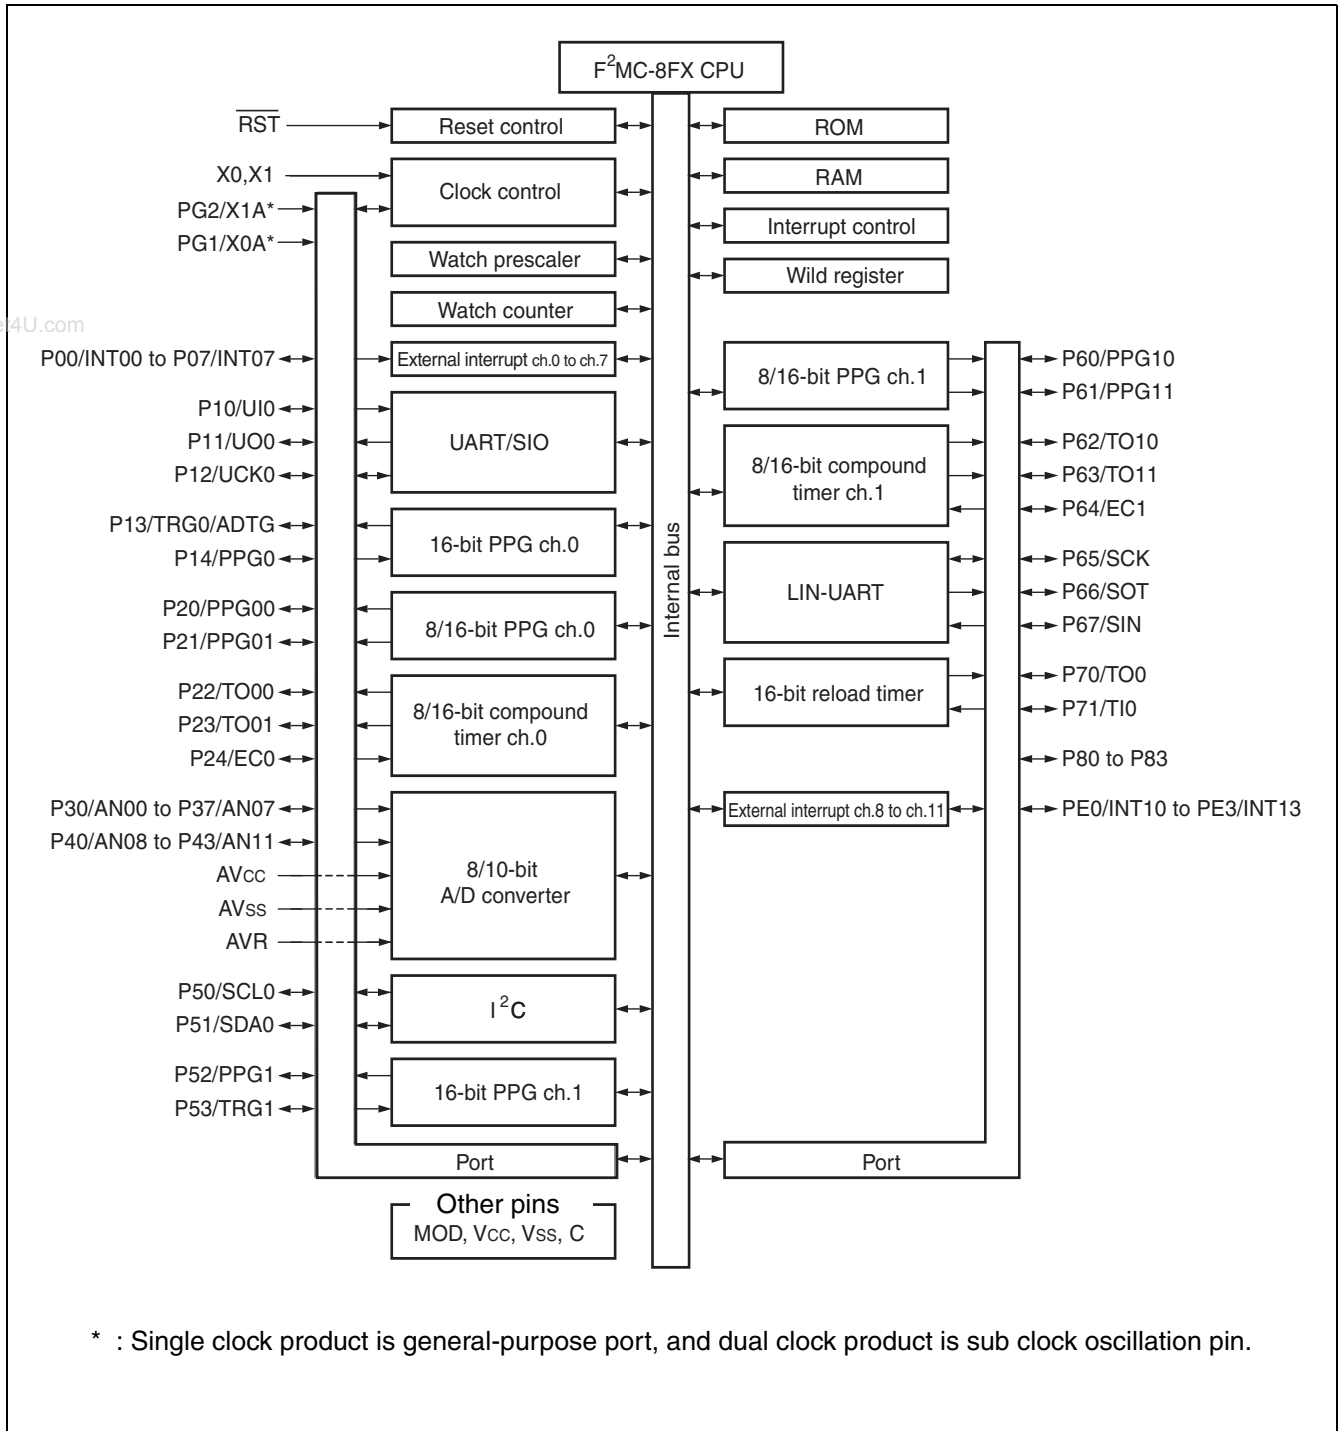 F²MC-8FX CPU
RST
Reset control
ROM
X0,X1
Clock control
RAM
PG2/X1A*
PG1/X0A*
Interrupt control
Watch prescaler
Wild register
Watch counter
et4U.com
P00/INT00 to P07/INT07
External interrupt ch.0 to ch.7
8/16-bit PPG ch.1
P60/PPG10
P61/PPG11
P10/UI0
P11/UO0
P12/UCK0
UART/SIO
8/16-bit compound
timer ch.1
P62/TO10
P63/TO11
P64/EC1
P13/TRG0/ADTG
P14/PPG0
16-bit PPG ch.0
Internal bus
LIN-UART
P65/SCK
P66/SOT
P67/SIN
P20/PPG00
P21/PPG01
8/16-bit PPG ch.0
16-bit reload timer
P70/TO0
P71/TI0
P22/TO00
P23/TO01
P24/EC0
8/16-bit compound
timer ch.0
P80 to P83
P30/AN00 to P37/AN07
P40/AN08 to P43/AN11
AVCC
AVSS
AVR
8/10-bit
A/D converter
External interrupt ch.8 to ch.11
PE0/INT10 to PE3/INT13
P50/SCL0
P51/SDA0
I²C
P52/PPG1
P53/TRG1
16-bit PPG ch.1
Port
Port
Other pins
MOD, VCC, VSS, C
* : Single clock product is general-purpose port, and dual clock product is sub clock oscillation pin.